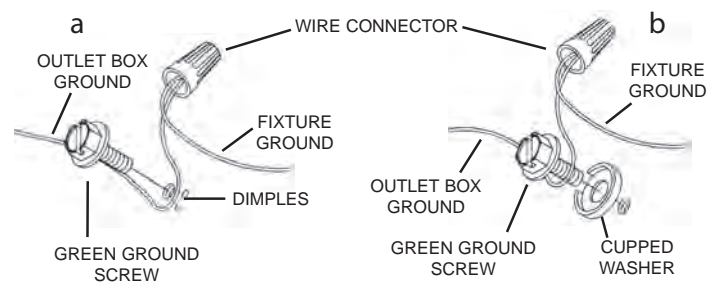 a
WIRE CONNECTOR
b
OUTLET BOX
GROUND
FIXTURE
GROUND
DIMPLES
GREEN GROUND
SCREW
FIXTURE
GROUND
OUTLET BOX
GROUND
GREEN GROUND
SCREW
CUPPED
WASHER